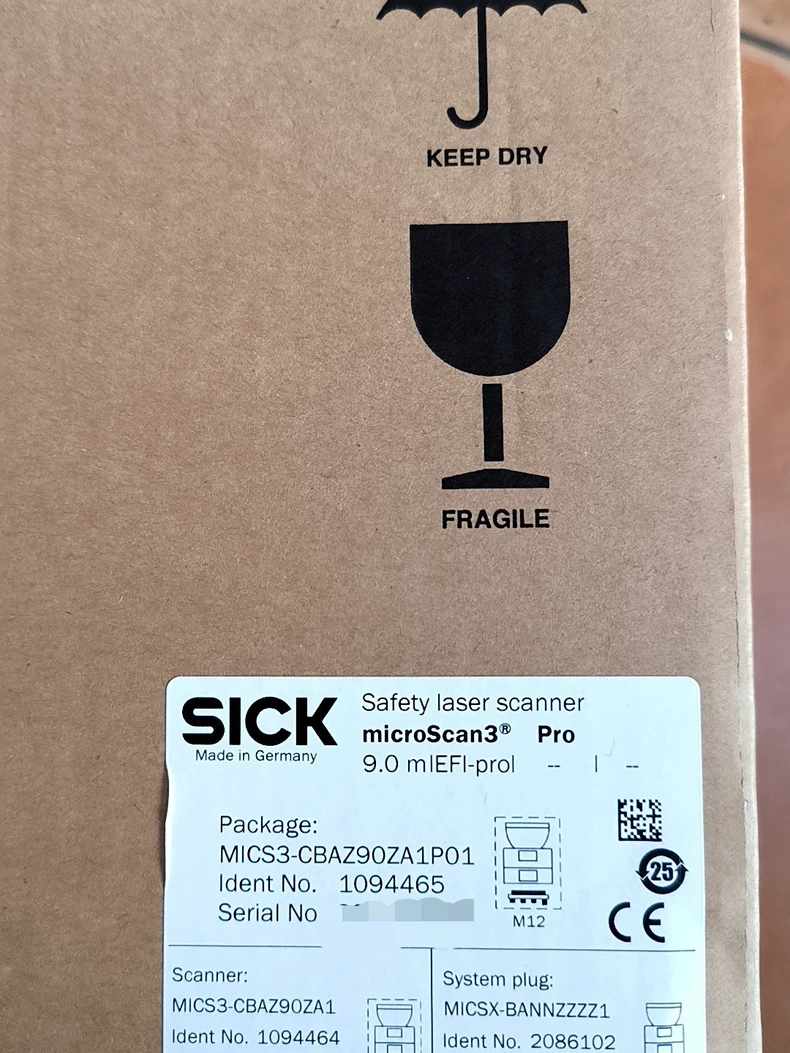 KEEP DRY
FRAGILE
SICK
Made in Germany
Safety laser scanner
microScan3® Pro
9.0 m|EFI-pro| -- | --
Package:
MICS3-CBAZ90ZA1P01
Ident No. 1094465
Serial No
25
M12
CE
Scanner:
MICS3-CBAZ90ZA1
Ident No. 1094464
System plug:
MICSX-BANNZZZZ1
Ident No. 2086102